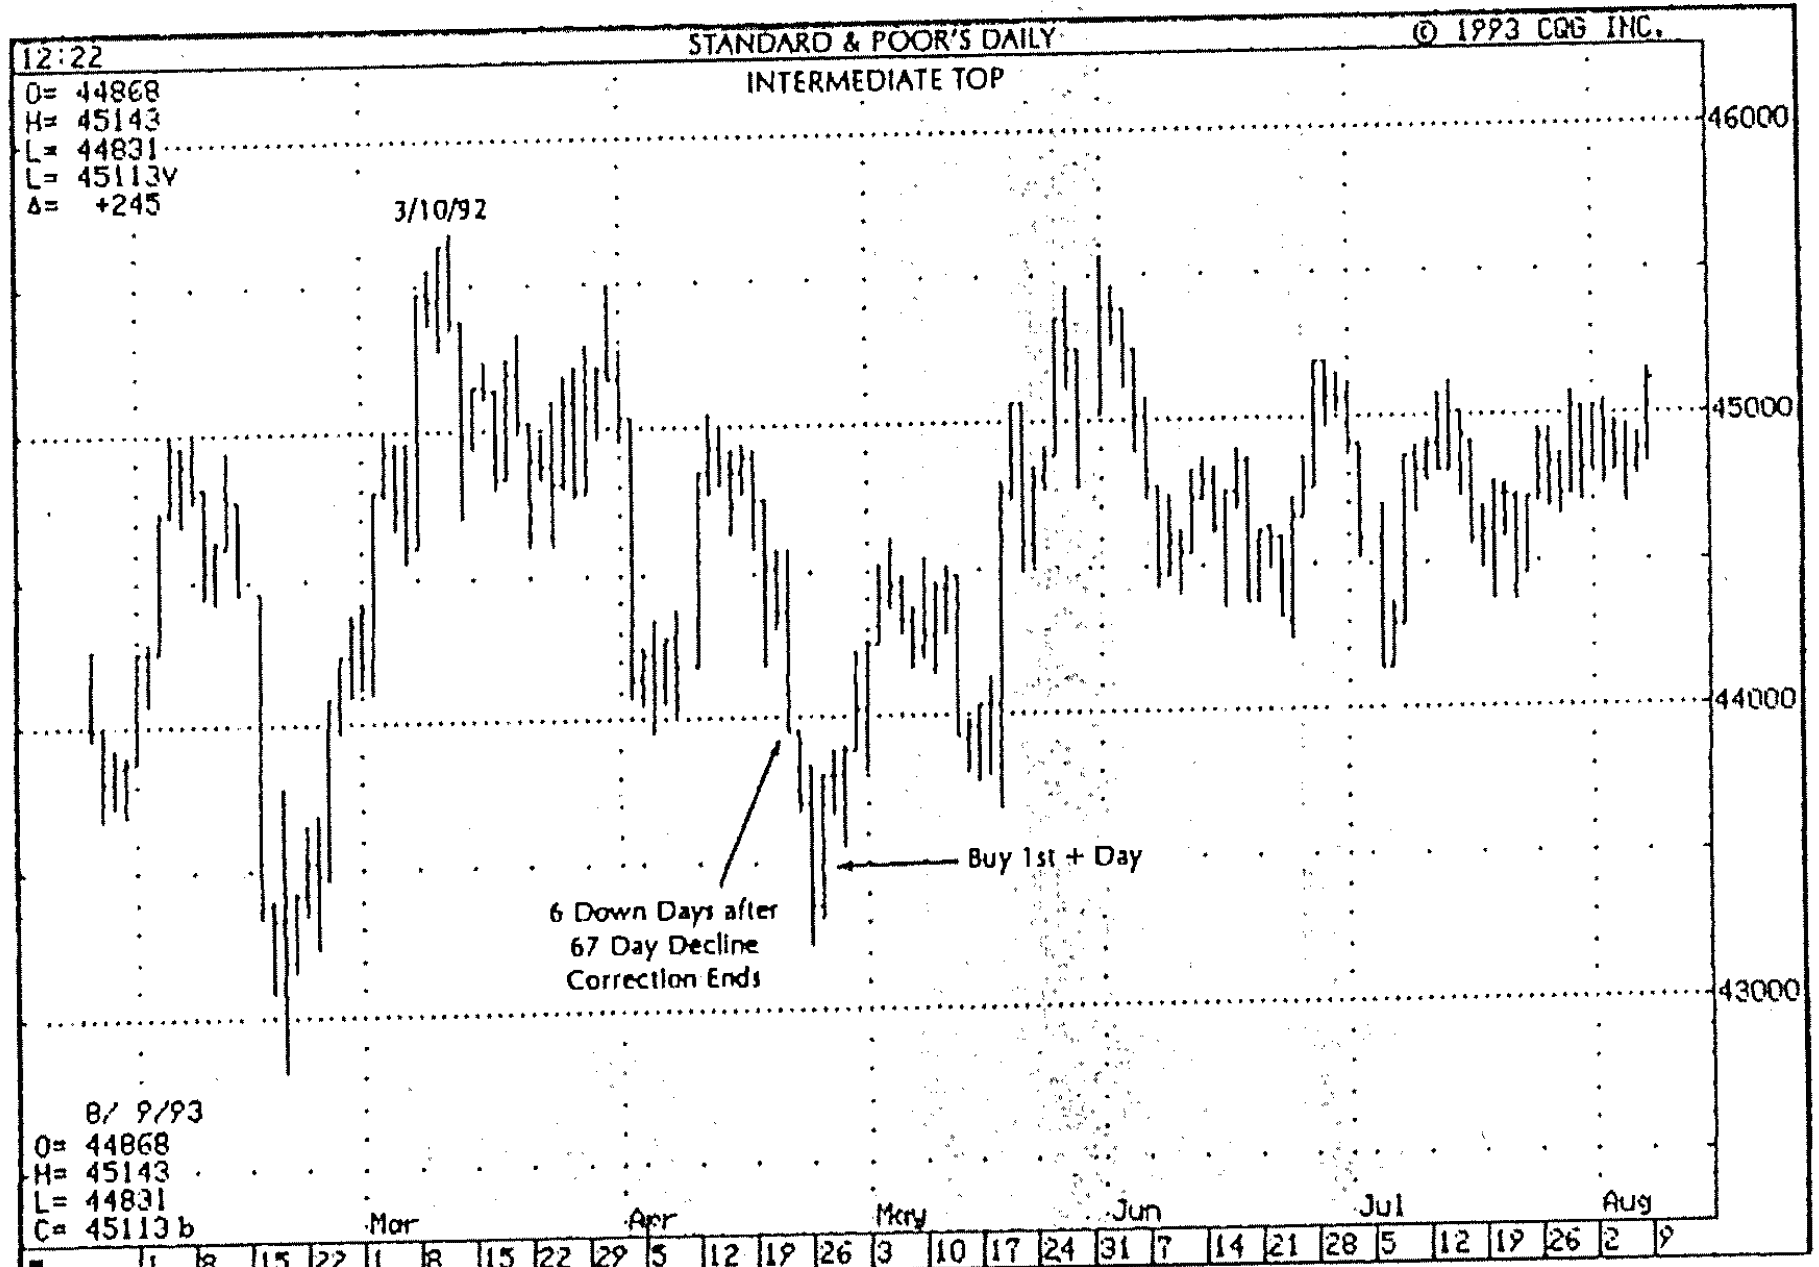 12:22
STANDARD & POOR'S DAILY
© 1993 CQG INC.
INTERMEDIATE TOP
O= 44868
H= 45143
L= 44831
L= 45113v
Δ= +245
3/10/92
46000
45000
44000
43000
Buy 1st + Day
6 Down Days after
67 Day Decline
Correction Ends
8/ 9/93
O= 44868
H= 45143
L= 44831
C= 45113 b
Mar Apr May Jun Jul Aug
1 8 15 22 1 8 15 22 29 5 12 19 26 3 10 17 24 31 7 14 21 28 5 12 19 26 2 9